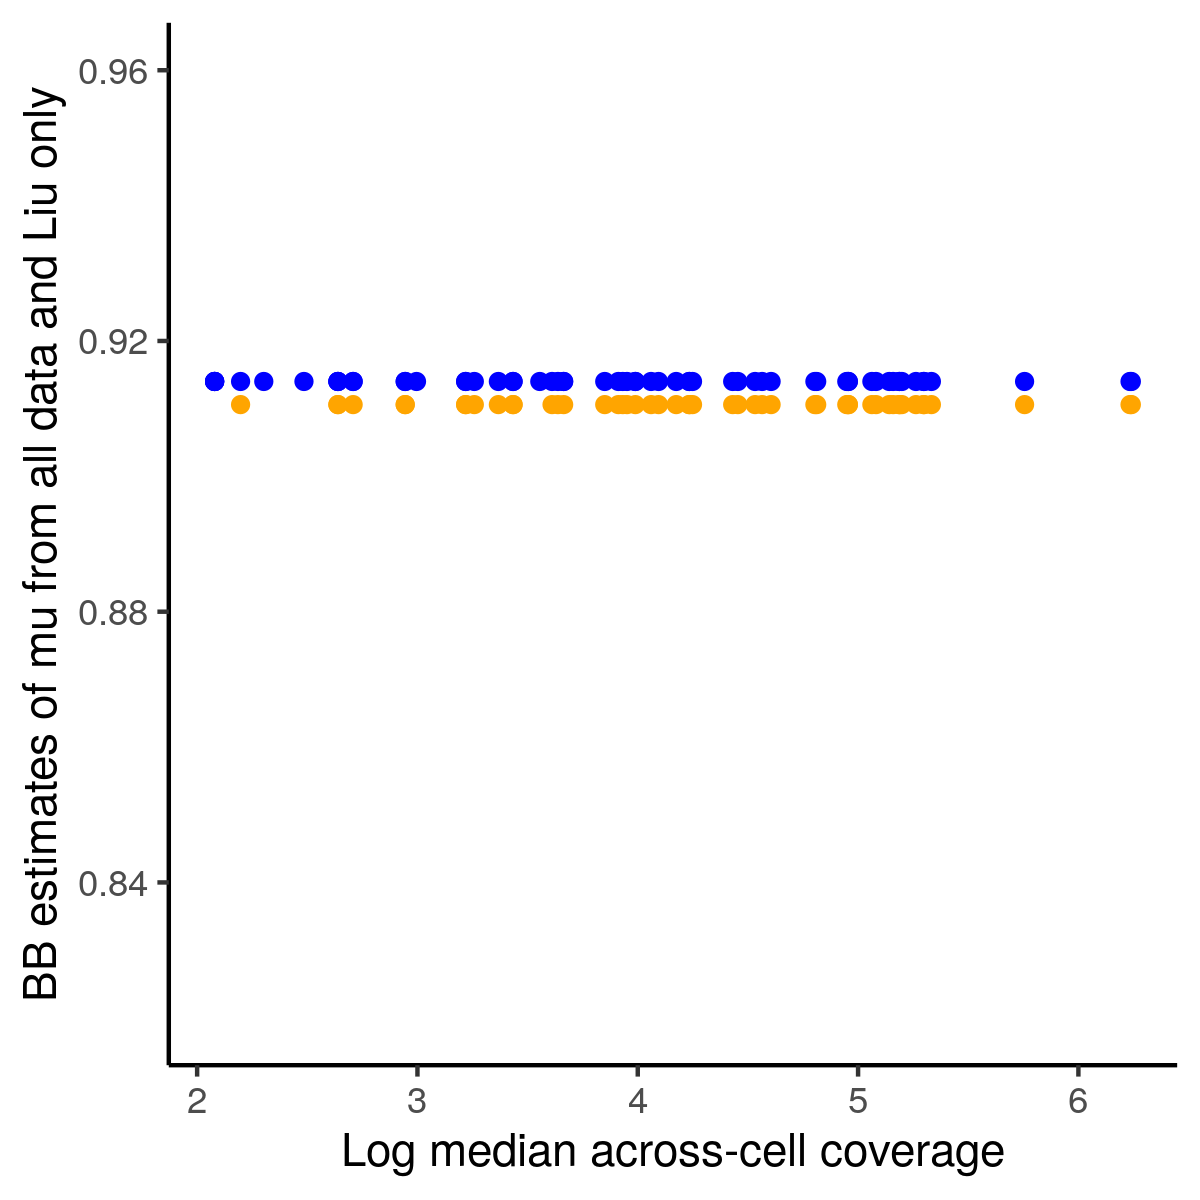 BB estimates of mu from all data and Liu only
0.96
0.92
0.88
0.84
2 3 4 5 6
Log median across-cell coverage